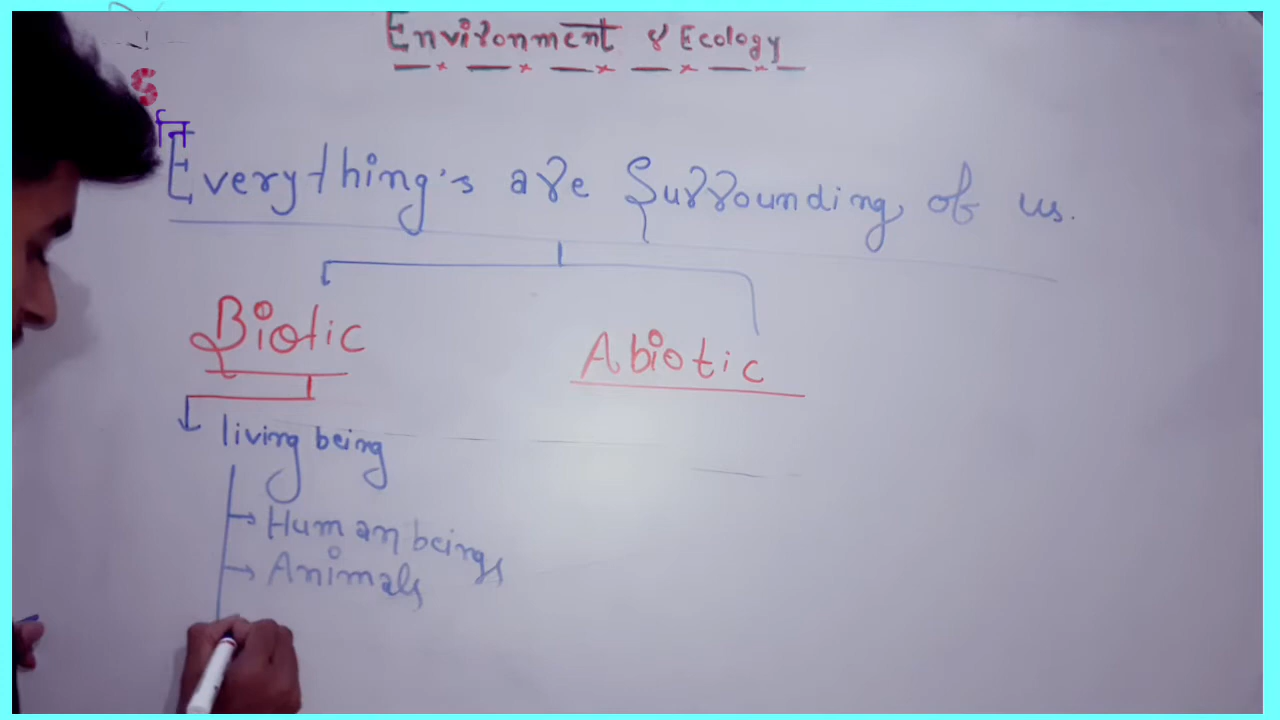 Environment & Ecology
S
नि
Everything's are Surrounding of us.
Biotic
Abiotic
living being
Human beings
Animals